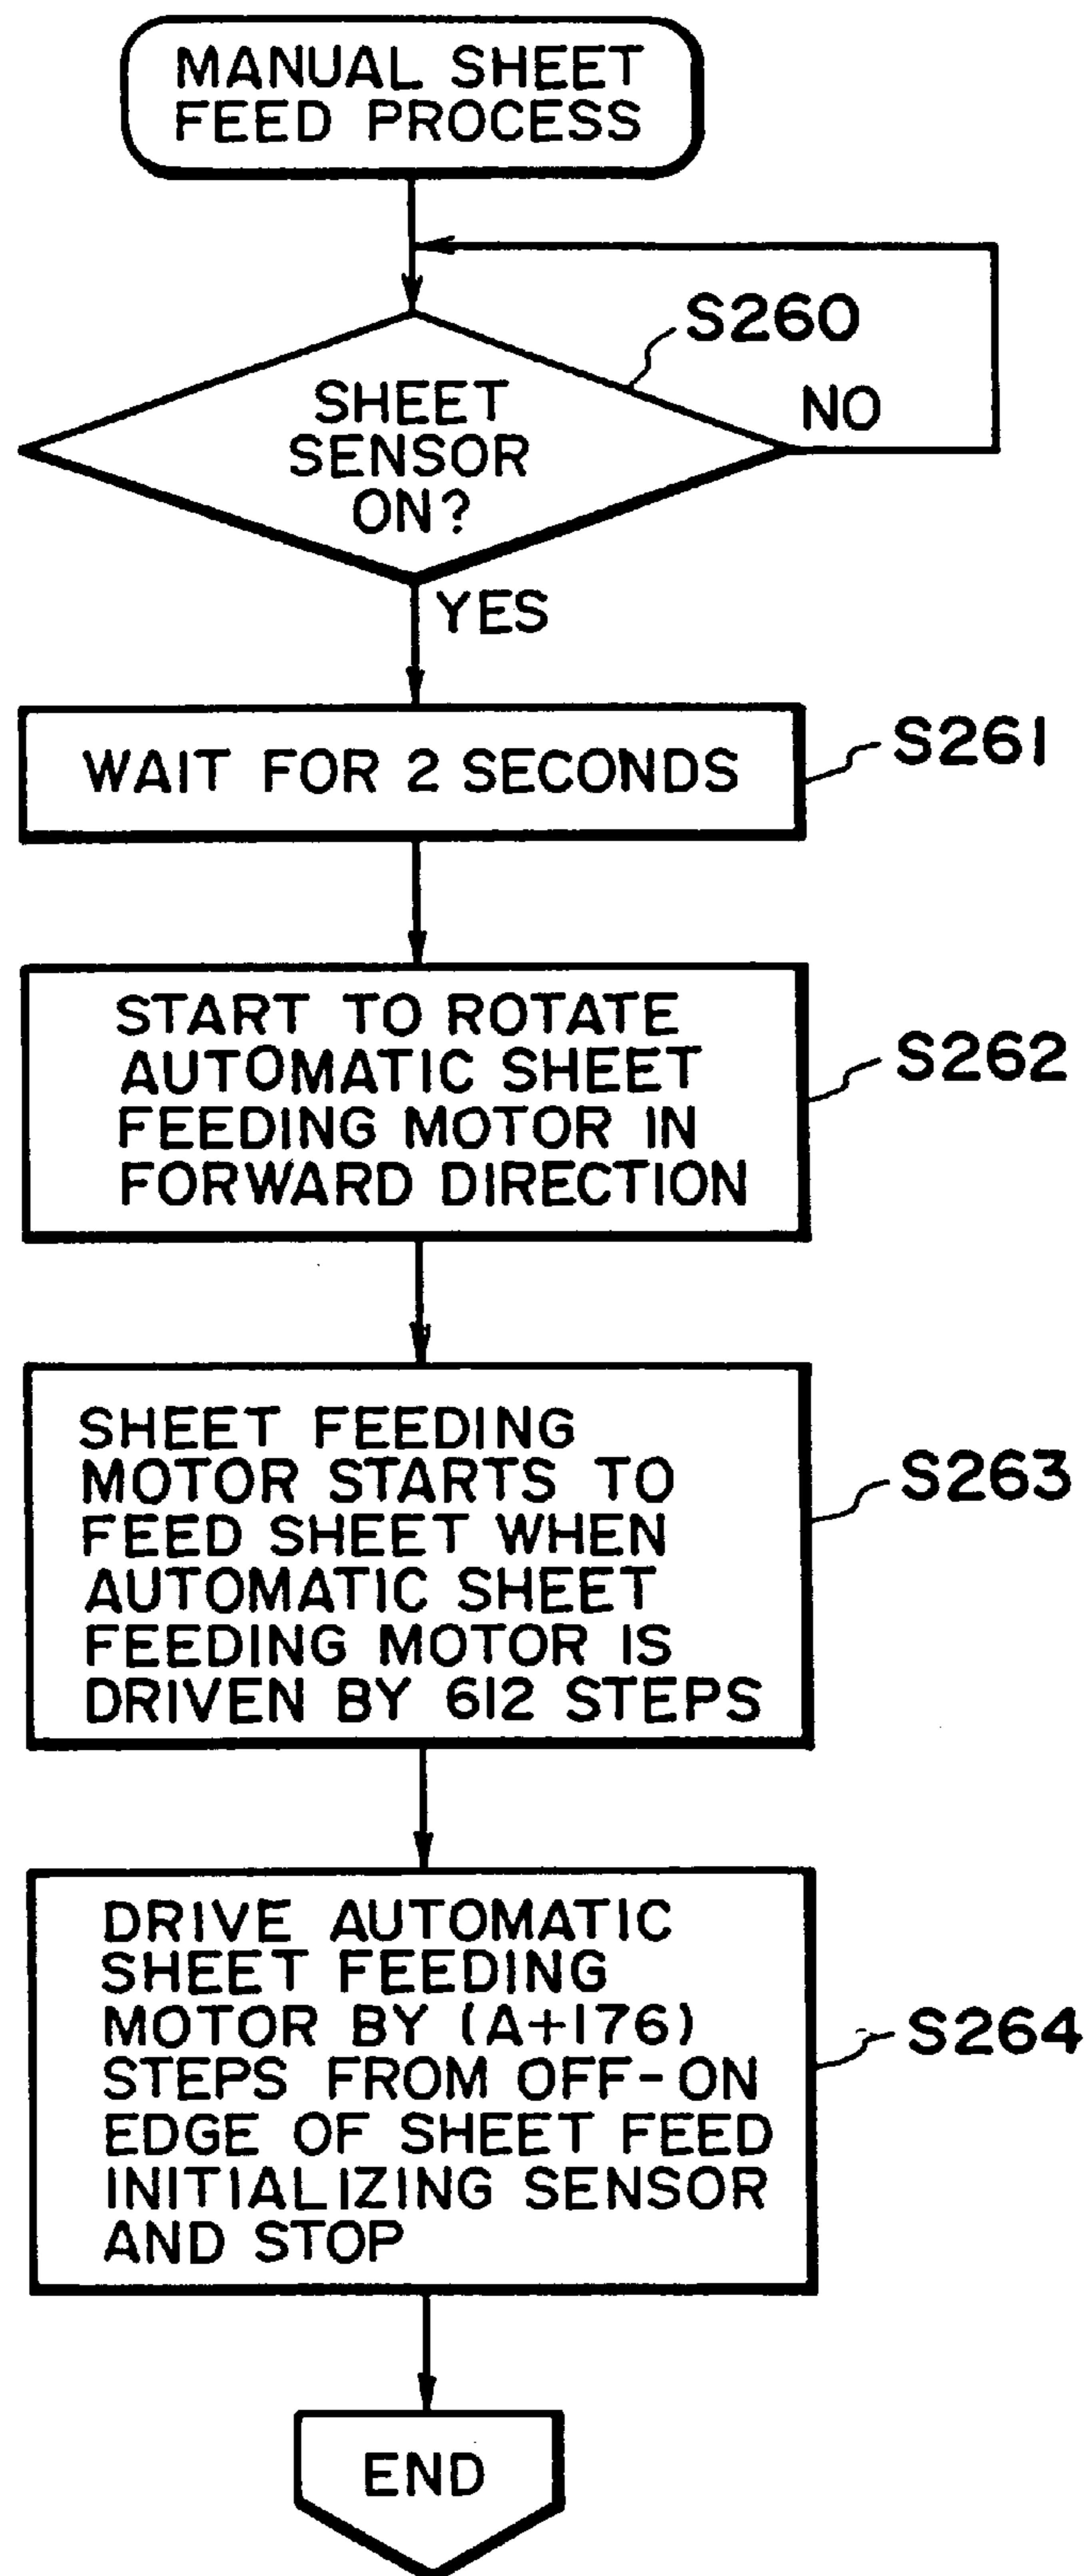 MANUAL SHEET
FEED PROCESS
S260
SHEET
SENSOR
ON?
NO
YES
WAIT FOR 2 SECONDS
S261
START TO ROTATE
AUTOMATIC SHEET
FEEDING MOTOR IN
FORWARD DIRECTION
S262
SHEET FEEDING
MOTOR STARTS TO
FEED SHEET WHEN
AUTOMATIC SHEET
FEEDING MOTOR IS
DRIVEN BY 612 STEPS
S263
DRIVE AUTOMATIC
SHEET FEEDING
MOTOR BY (A+176)
STEPS FROM OFF-ON
EDGE OF SHEET FEED
INITIALIZING SENSOR
AND STOP
S264
END